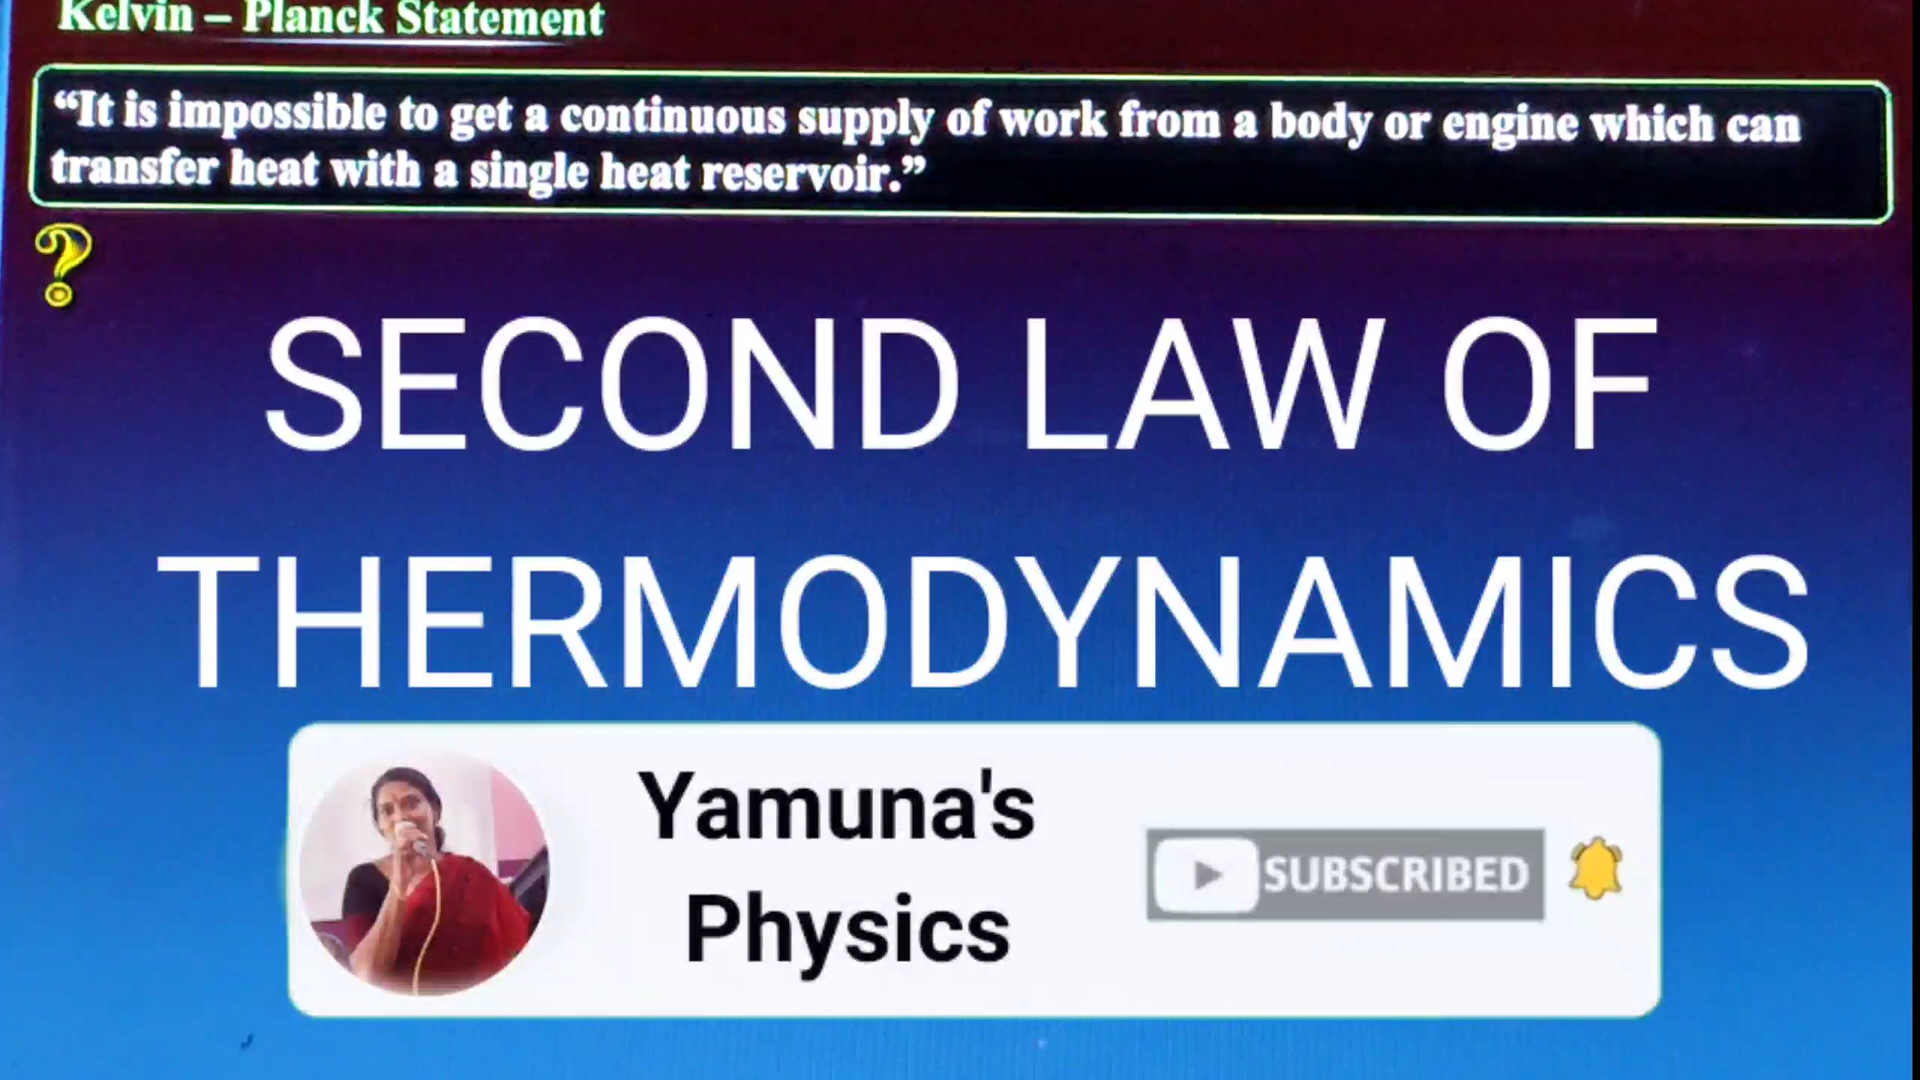 Kelvin – Planck Statement
“It is impossible to get a continuous supply of work from a body or engine which can
transfer heat with a single heat reservoir.”
?
SECOND LAW OF
THERMODYNAMICS
Yamuna's
Physics
SUBSCRIBED